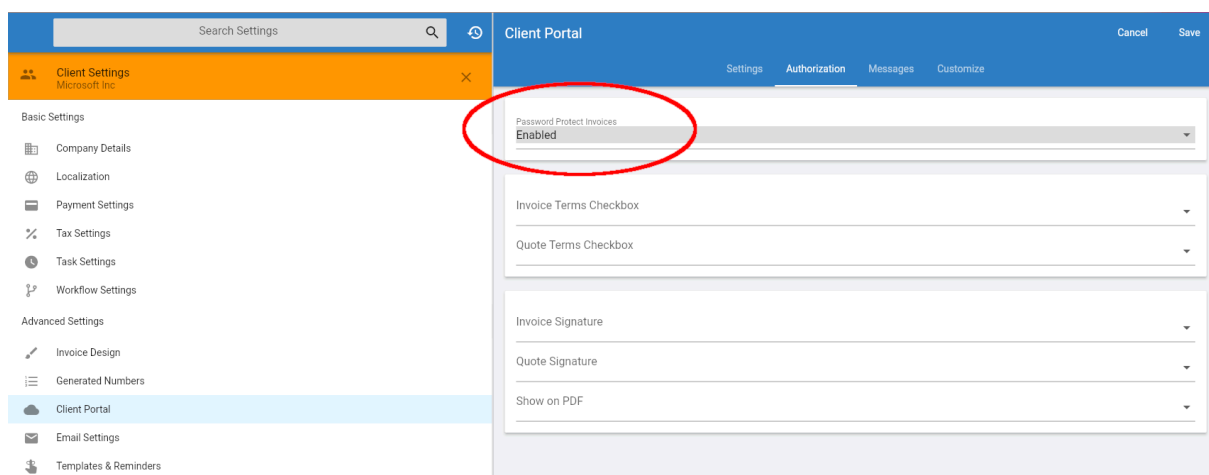 Search Settings
Client Portal
Cancel
Save
Client Settings
Microsoft Inc
Settings
Authorization
Messages
Customize
Basic Settings
Company Details
Localization
Payment Settings
Tax Settings
Task Settings
Workflow Settings
Advanced Settings
Invoice Design
Generated Numbers
Client Portal
Email Settings
Templates & Reminders
Password Protect Invoices
Enabled
Invoice Terms Checkbox
Quote Terms Checkbox
Invoice Signature
Quote Signature
Show on PDF